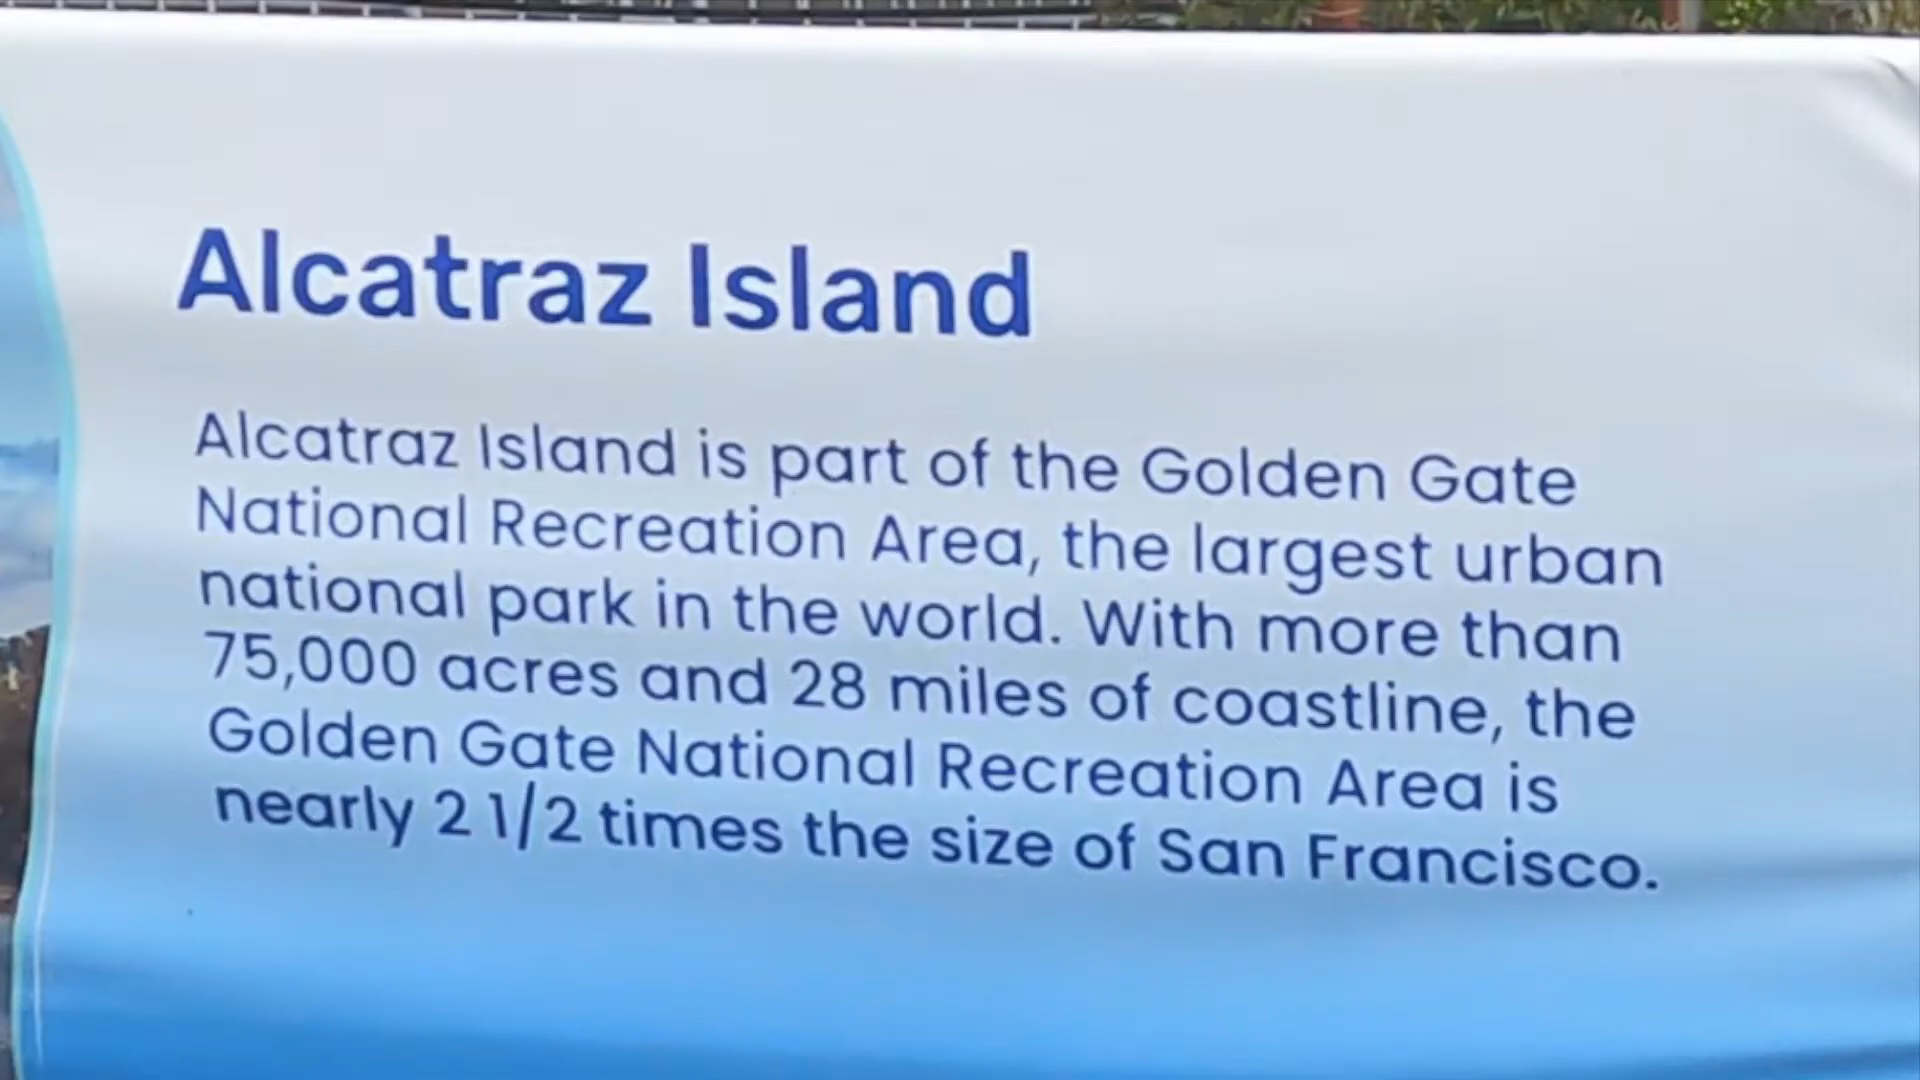 Alcatraz Island
Alcatraz Island is part of the Golden Gate
National Recreation Area, the largest urban
national park in the world. With more than
75,000 acres and 28 miles of coastline, the
Golden Gate National Recreation Area is
nearly 2 1/2 times the size of San Francisco.